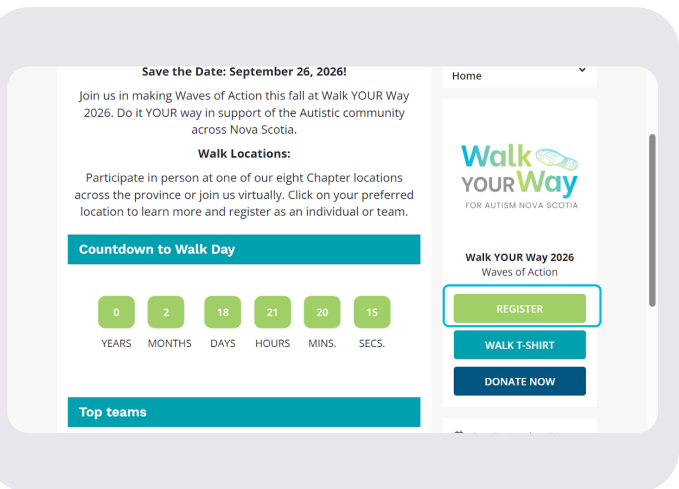 Save the Date: September 26, 2026!
Join us in making Waves of Action this fall at Walk YOUR Way
2026. Do it YOUR way in support of the Autistic community
across Nova Scotia.
Walk Locations:
Participate in person at one of our eight Chapter locations
across the province or join us virtually. Click on your preferred
location to learn more and register as an individual or team.
Countdown to Walk Day
0 2 18 21 20 15
YEARS MONTHS DAYS HOURS MINS. SECS.
Top teams
Home
Walk
YOUR Way
FOR AUTISM NOVA SCOTIA
Walk YOUR Way 2026
Waves of Action
REGISTER
WALK T-SHIRT
DONATE NOW